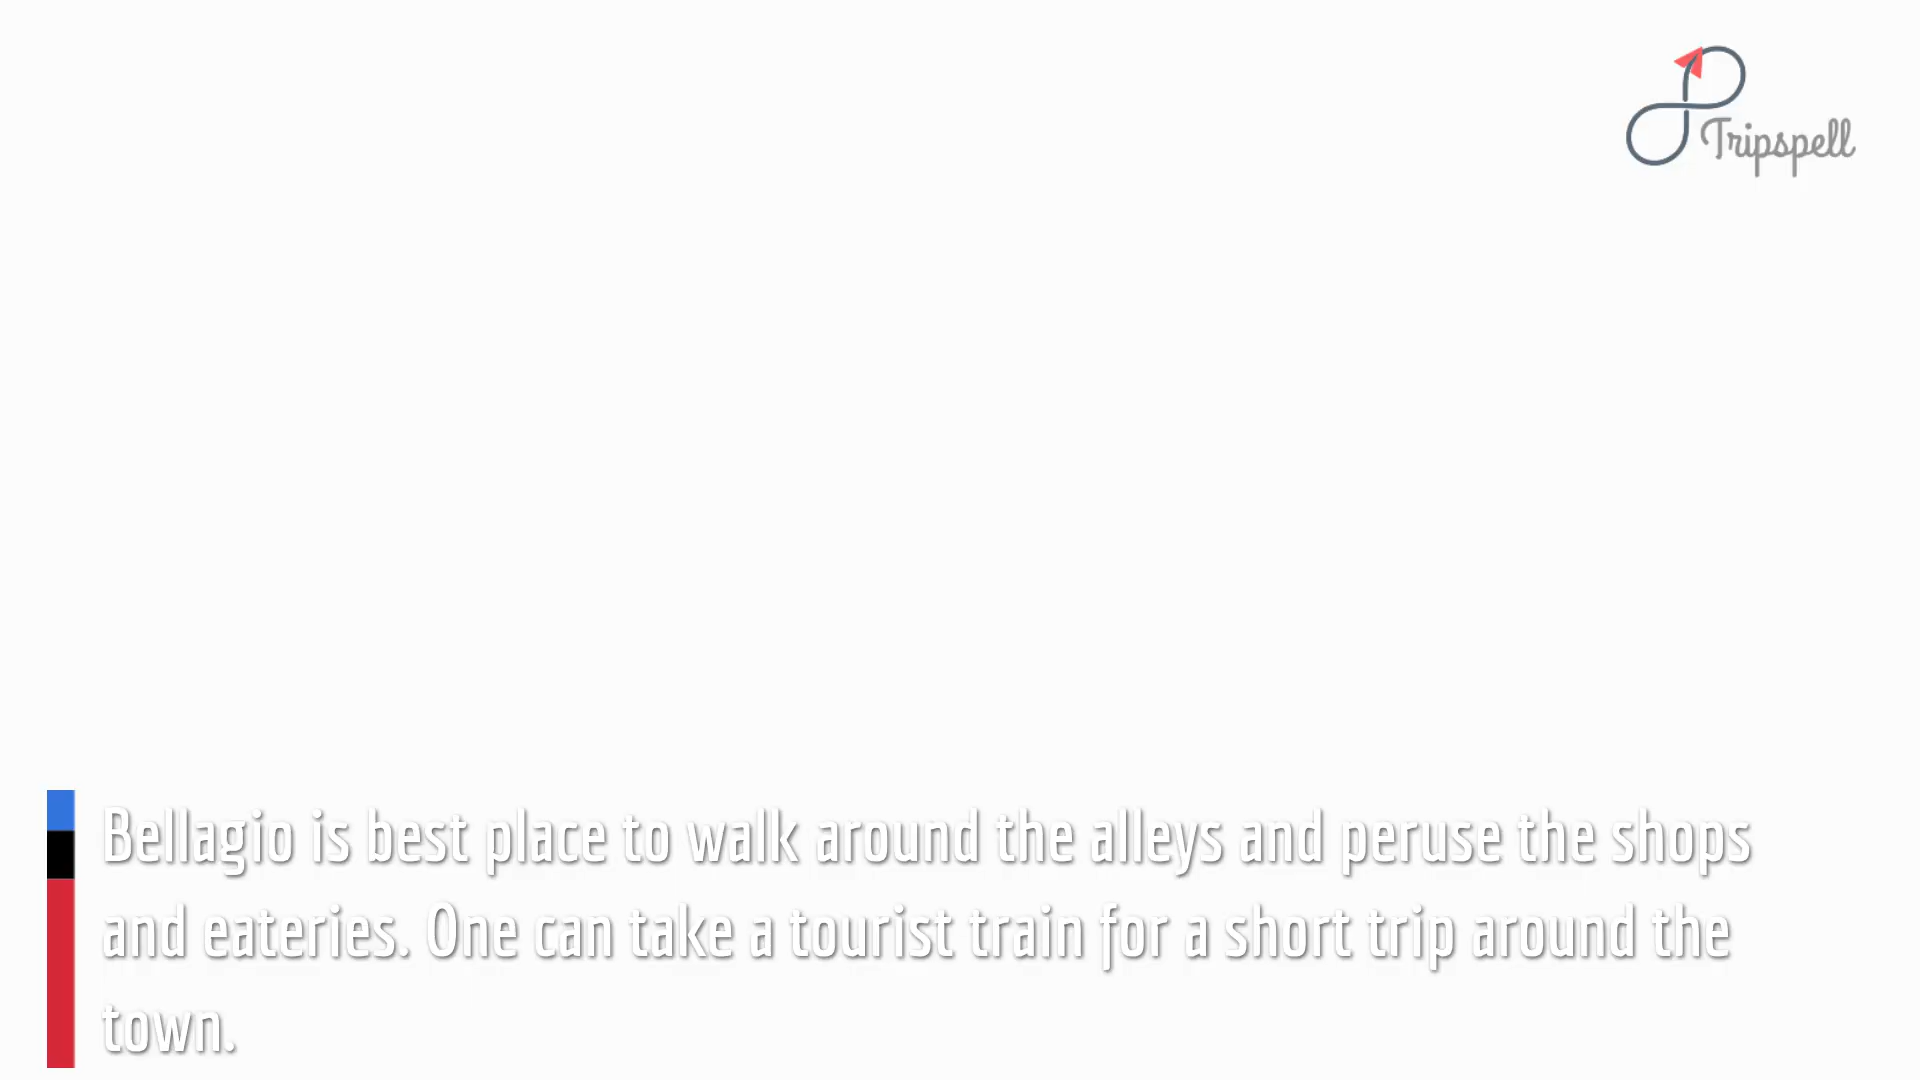 Tripspell
Bellagio is best place to walk around the alleys and peruse the shops
and eateries. One can take a tourist train for a short trip around the
town.